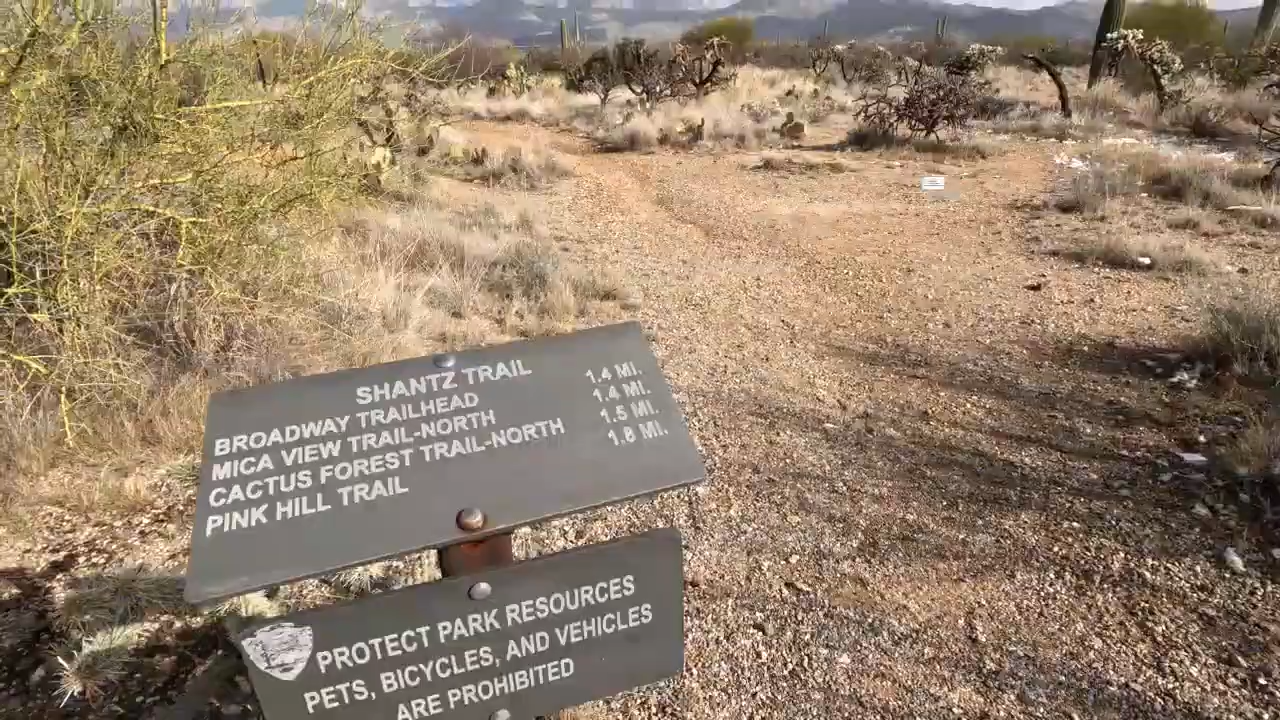 SHANTZ TRAIL
BROADWAY TRAILHEAD 1.4 MI.
MICA VIEW TRAIL-NORTH 1.4 MI.
CACTUS FOREST TRAIL-NORTH 1.5 MI.
PINK HILL TRAIL 1.8 MI.
PROTECT PARK RESOURCES
PETS, BICYCLES, AND VEHICLES
ARE PROHIBITED